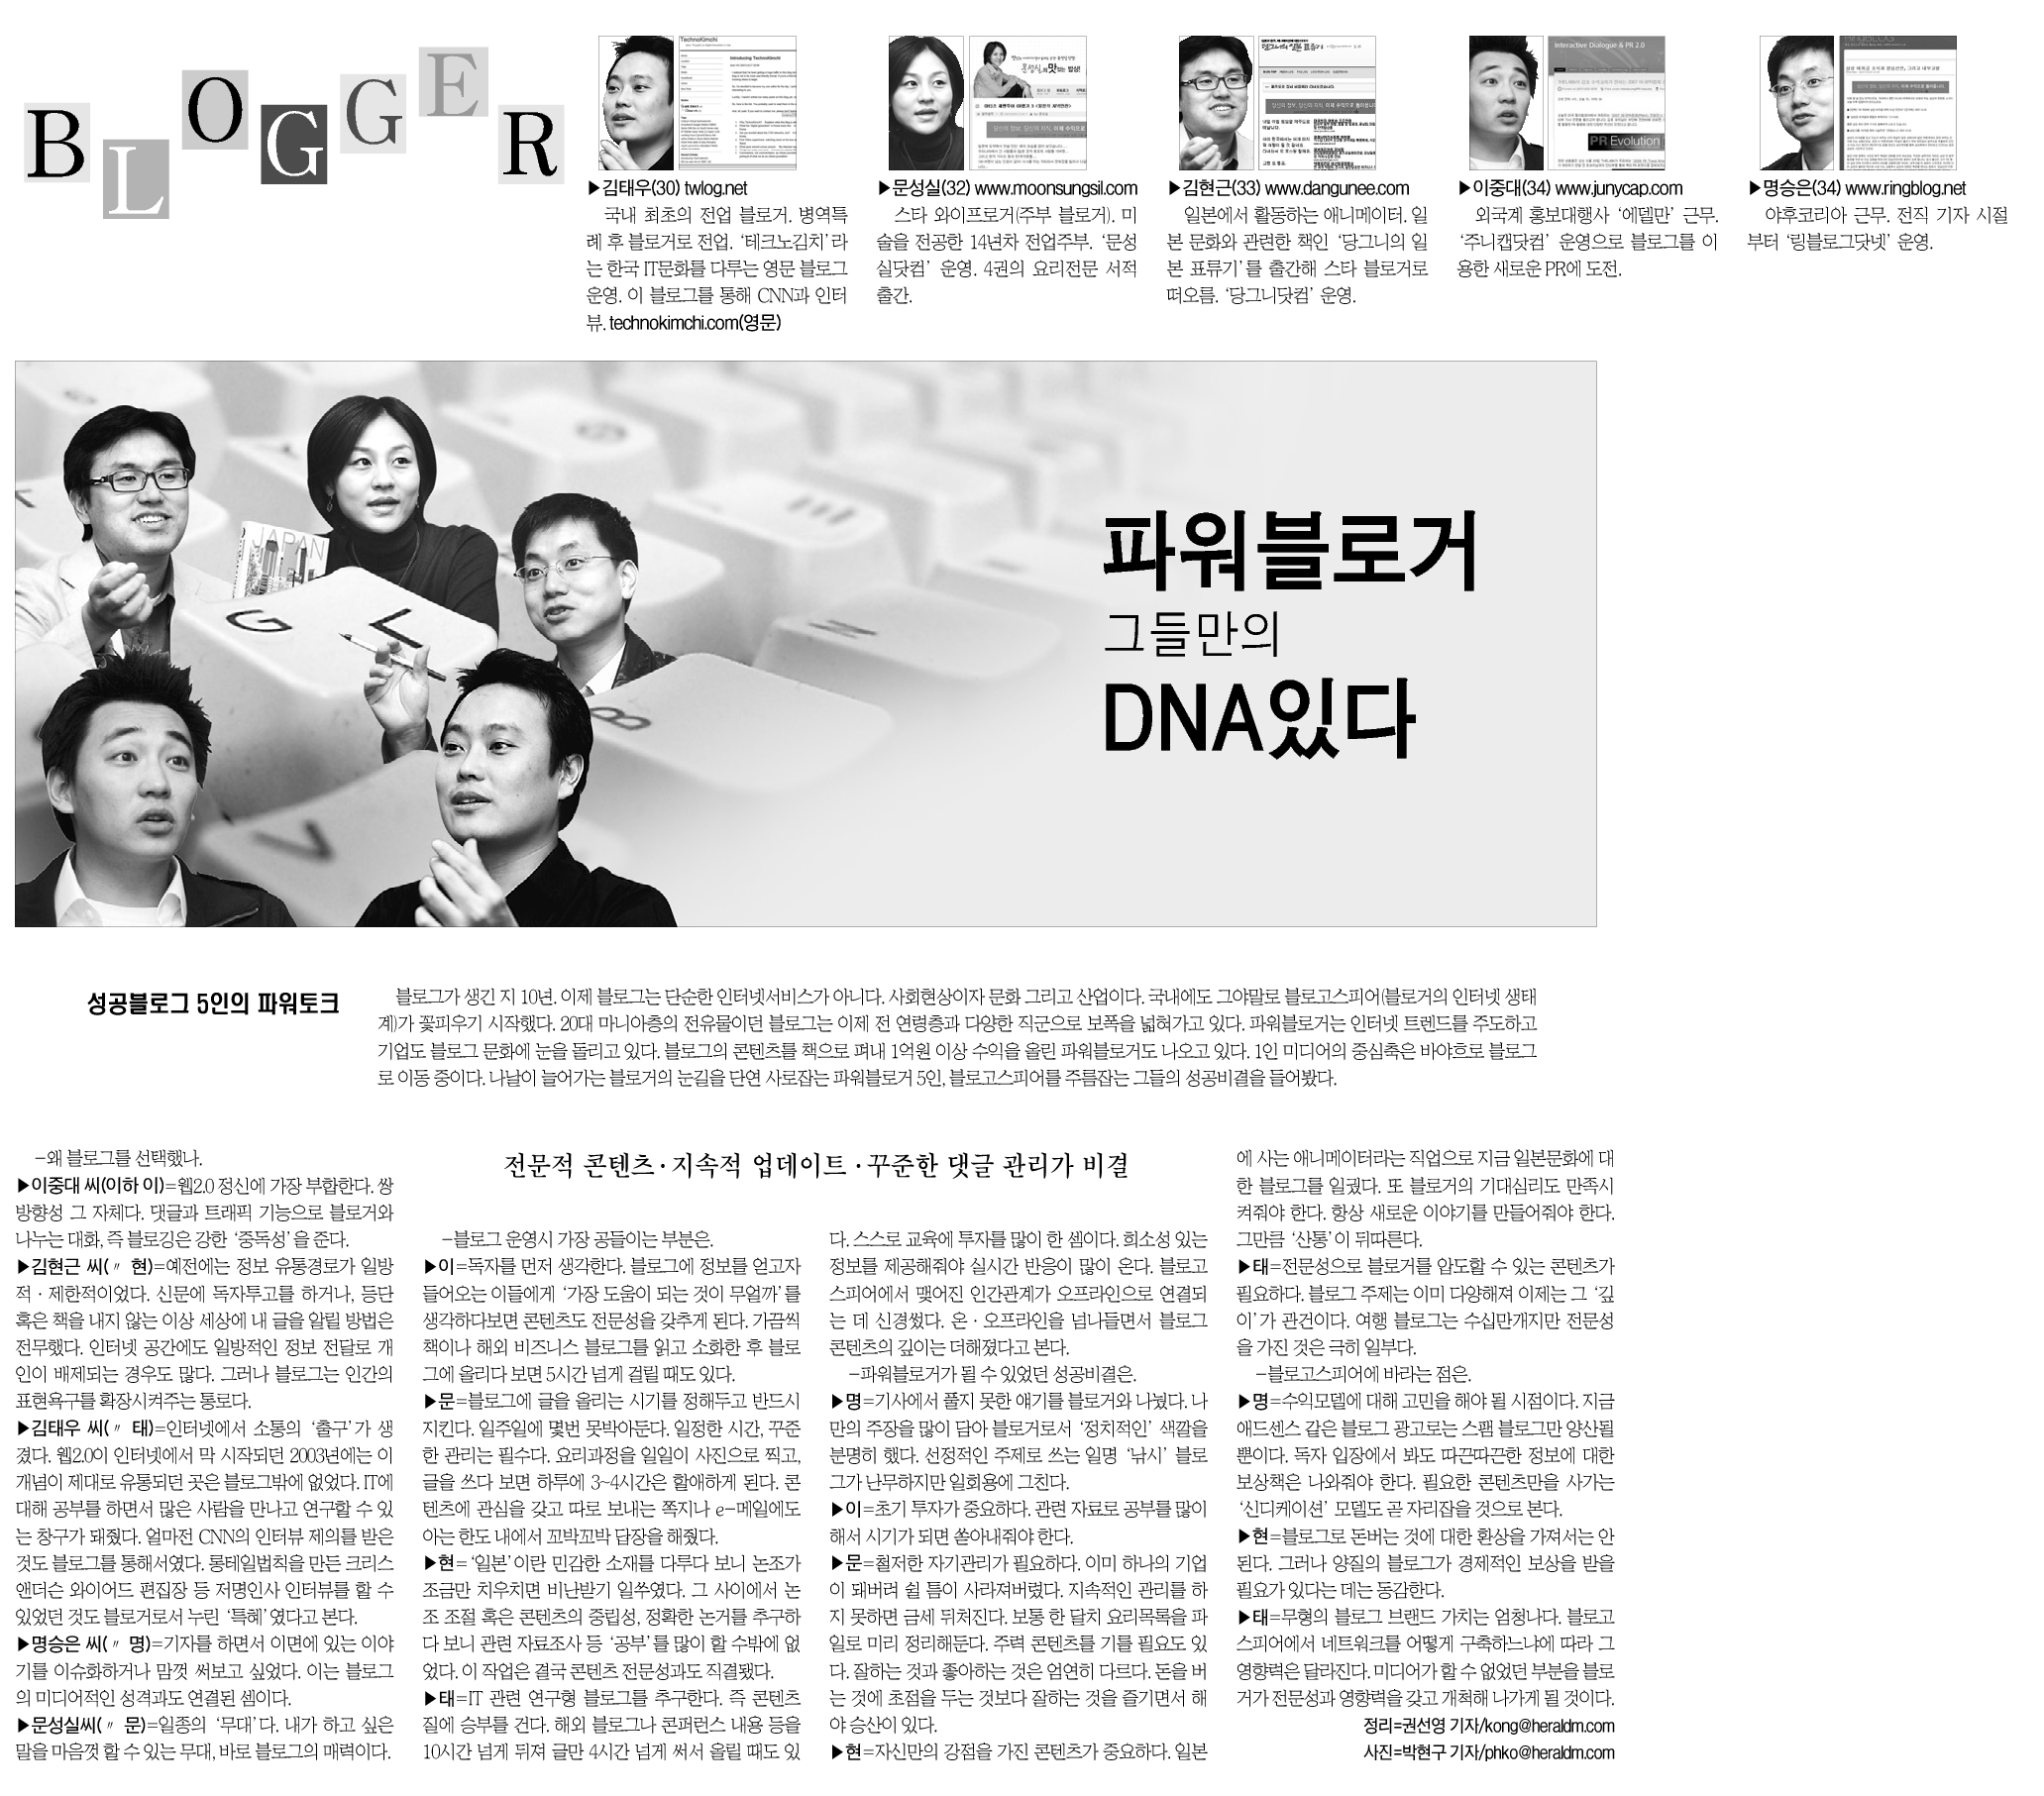 BLOGGER
▶김태우(30) twlog.net
국내 최초의 전업 블로거. 병역특
례 후 블로거로 전업. ‘테크노김치’라
는 한국 IT문화를 다루는 영문 블로그
운영. 이 블로그를 통해 CNN과 인터
뷰. technokimchi.com(영문)
▶문성실(32) www.moonsungsil.com
스타 와이프로거(주부 블로거). 미
술을 전공한 14년차 전업주부. ‘문성
실닷컴’ 운영. 4권의 요리전문 서적
출간.
▶김현근(33) www.dangunee.com
일본에서 활동하는 애니메이터. 일
본 문화와 관련한 책인 ‘당그니의 일
본 표류기’를 출간해 스타 블로거로
떠오름. ‘당그니닷컴’ 운영.
Interactive Dialogue & PR 2.0
PR Evolution
▶이중대(34) www.junycap.com
외국계 홍보대행사 ‘에델만’ 근무.
‘주니캡닷컴’ 운영으로 블로그를 이
용한 새로운 PR에 도전.
▶명승은(34) www.ringblog.net
야후코리아 근무. 전직 기자 시절
부터 ‘링블로그닷넷’ 운영.
JAPAN
G
L
B
V
파워블로거
그들만의
DNA있다
성공블로그 5인의 파워토크
블로그가 생긴 지 10년. 이제 블로그는 단순한 인터넷서비스가 아니다. 사회현상이자 문화 그리고 산업이다. 국내에도 그야말로 블로고스피어(블로거의 인터넷 생태
계)가 꽃피우기 시작했다. 20대 마니아층의 전유물이던 블로그는 이제 전 연령층과 다양한 직군으로 보폭을 넓혀가고 있다. 파워블로거는 인터넷 트렌드를 주도하고
기업도 블로그 문화에 눈을 돌리고 있다. 블로그의 콘텐츠를 책으로 펴내 1억원 이상 수익을 올린 파워블로거도 나오고 있다. 1인 미디어의 중심축은 바야흐로 블로그
로 이동 중이다. 나날이 늘어가는 블로거의 눈길을 단연 사로잡는 파워블로거 5인, 블로고스피어를 주름잡는 그들의 성공비결을 들어봤다.
-왜 블로그를 선택했나.
▶이중대 씨(이하 이)=웹2.0 정신에 가장 부합한다. 쌍
방향성 그 자체다. 댓글과 트래픽 기능으로 블로거와
나누는 대화, 즉 블로깅은 강한 ‘중독성’을 준다.
▶김현근 씨(〃 현)=예전에는 정보 유통경로가 일방
적·제한적이었다. 신문에 독자투고를 하거나, 등단
혹은 책을 내지 않는 이상 세상에 내 글을 알릴 방법은
전무했다. 인터넷 공간에도 일방적인 정보 전달로 개
인이 배제되는 경우도 많다. 그러나 블로그는 인간의
표현욕구를 확장시켜주는 통로다.
▶김태우 씨(〃 태)=인터넷에서 소통의 ‘출구’가 생
겼다. 웹2.0이 인터넷에서 막 시작되던 2003년에는 이
개념이 제대로 유통되던 곳은 블로그밖에 없었다. IT에
대해 공부를 하면서 많은 사람을 만나고 연구할 수 있
는 창구가 돼줬다. 얼마전 CNN의 인터뷰 제의를 받은
것도 블로그를 통해서였다. 롱테일법칙을 만든 크리스
앤더슨 와이어드 편집장 등 저명인사 인터뷰를 할 수
있었던 것도 블로거로서 누린 ‘특혜’였다고 본다.
▶명승은 씨(〃 명)=기자를 하면서 이면에 있는 이야
기를 이슈화하거나 맘껏 써보고 싶었다. 이는 블로그
의 미디어적인 성격과도 연결된 셈이다.
▶문성실씨(〃 문)=일종의 ‘무대’다. 내가 하고 싶은
말을 마음껏 할 수 있는 무대, 바로 블로그의 매력이다.
전문적 콘텐츠·지속적 업데이트·꾸준한 댓글 관리가 비결
-블로그 운영시 가장 공들이는 부분은.
▶이=독자를 먼저 생각한다. 블로그에 정보를 얻고자
들어오는 이들에게 ‘가장 도움이 되는 것이 무얼까’를
생각하다보면 콘텐츠도 전문성을 갖추게 된다. 가끔씩
책이나 해외 비즈니스 블로그를 읽고 소화한 후 블로
그에 올리다 보면 5시간 넘게 걸릴 때도 있다.
▶문=블로그에 글을 올리는 시기를 정해두고 반드시
지킨다. 일주일에 몇번 못박아둔다. 일정한 시간, 꾸준
한 관리는 필수다. 요리과정을 일일이 사진으로 찍고,
글을 쓰다 보면 하루에 3~4시간은 할애하게 된다. 콘
텐츠에 관심을 갖고 따로 보내는 쪽지나 e-메일에도
아는 한도 내에서 꼬박꼬박 답장을 해줬다.
▶현=‘일본’이란 민감한 소재를 다루다 보니 논조가
조금만 치우치면 비난받기 일쑤였다. 그 사이에서 논
조 조절 혹은 콘텐츠의 중립성, 정확한 논거를 추구하
다 보니 관련 자료조사 등 ‘공부’를 많이 할 수밖에 없
었다. 이 작업은 결국 콘텐츠 전문성과도 직결됐다.
▶태=IT 관련 연구형 블로그를 추구한다. 즉 콘텐츠
질에 승부를 건다. 해외 블로그나 콘퍼런스 내용 등을
10시간 넘게 뒤져 글만 4시간 넘게 써서 올릴 때도 있
다. 스스로 교육에 투자를 많이 한 셈이다. 희소성 있는
정보를 제공해줘야 실시간 반응이 많이 온다. 블로고
스피어에서 맺어진 인간관계가 오프라인으로 연결되
는 데 신경썼다. 온·오프라인을 넘나들면서 블로그
콘텐츠의 깊이는 더해졌다고 본다.
-파워블로거가 될 수 있었던 성공비결은.
▶명=기사에서 풀지 못한 얘기를 블로거와 나눴다. 나
만의 주장을 많이 담아 블로거로서 ‘정치적인’ 색깔을
분명히 했다. 선정적인 주제로 쓰는 일명 ‘낚시’ 블로
그가 난무하지만 일회용에 그친다.
▶이=초기 투자가 중요하다. 관련 자료로 공부를 많이
해서 시기가 되면 쏟아내줘야 한다.
▶문=철저한 자기관리가 필요하다. 이미 하나의 기업
이 돼버려 쉴 틈이 사라져버렸다. 지속적인 관리를 하
지 못하면 금세 뒤처진다. 보통 한 달치 요리목록을 파
일로 미리 정리해둔다. 주력 콘텐츠를 기를 필요도 있
다. 잘하는 것과 좋아하는 것은 엄연히 다르다. 돈을 버
는 것에 초점을 두는 것보다 잘하는 것을 즐기면서 해
야 승산이 있다.
▶현=자신만의 강점을 가진 콘텐츠가 중요하다. 일본
에 사는 애니메이터라는 직업으로 지금 일본문화에 대
한 블로그를 일궜다. 또 블로거의 기대심리도 만족시
켜줘야 한다. 항상 새로운 이야기를 만들어줘야 한다.
그만큼 ‘산통’이 뒤따른다.
▶태=전문성으로 블로거를 압도할 수 있는 콘텐츠가
필요하다. 블로그 주제는 이미 다양해져 이제는 그 ‘깊
이’가 관건이다. 여행 블로그는 수십만개지만 전문성
을 가진 것은 극히 일부다.
-블로고스피어에 바라는 점은.
▶명=수익모델에 대해 고민을 해야 될 시점이다. 지금
애드센스 같은 블로그 광고로는 스팸 블로그만 양산될
뿐이다. 독자 입장에서 봐도 따끈따끈한 정보에 대한
보상책은 나와줘야 한다. 필요한 콘텐츠만을 사가는
‘신디케이션’ 모델도 곧 자리잡을 것으로 본다.
▶현=블로그로 돈버는 것에 대한 환상을 가져서는 안
된다. 그러나 양질의 블로그가 경제적인 보상을 받을
필요가 있다는 데는 동감한다.
▶태=무형의 블로그 브랜드 가치는 엄청나다. 블로고
스피어에서 네트워크를 어떻게 구축하느냐에 따라 그
영향력은 달라진다. 미디어가 할 수 없었던 부분을 블로
거가 전문성과 영향력을 갖고 개척해 나가게 될 것이다.
정리=권선영 기자/kong@heraldm.com
사진=박현구 기자/phko@heraldm.com